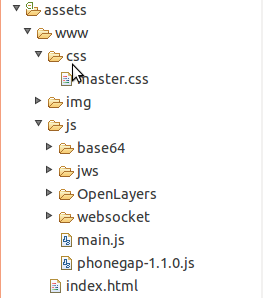 assets
www
css
master.css
img
js
base64
jws
OpenLayers
websocket
main.js
phonegap-1.1.0.js
index.html